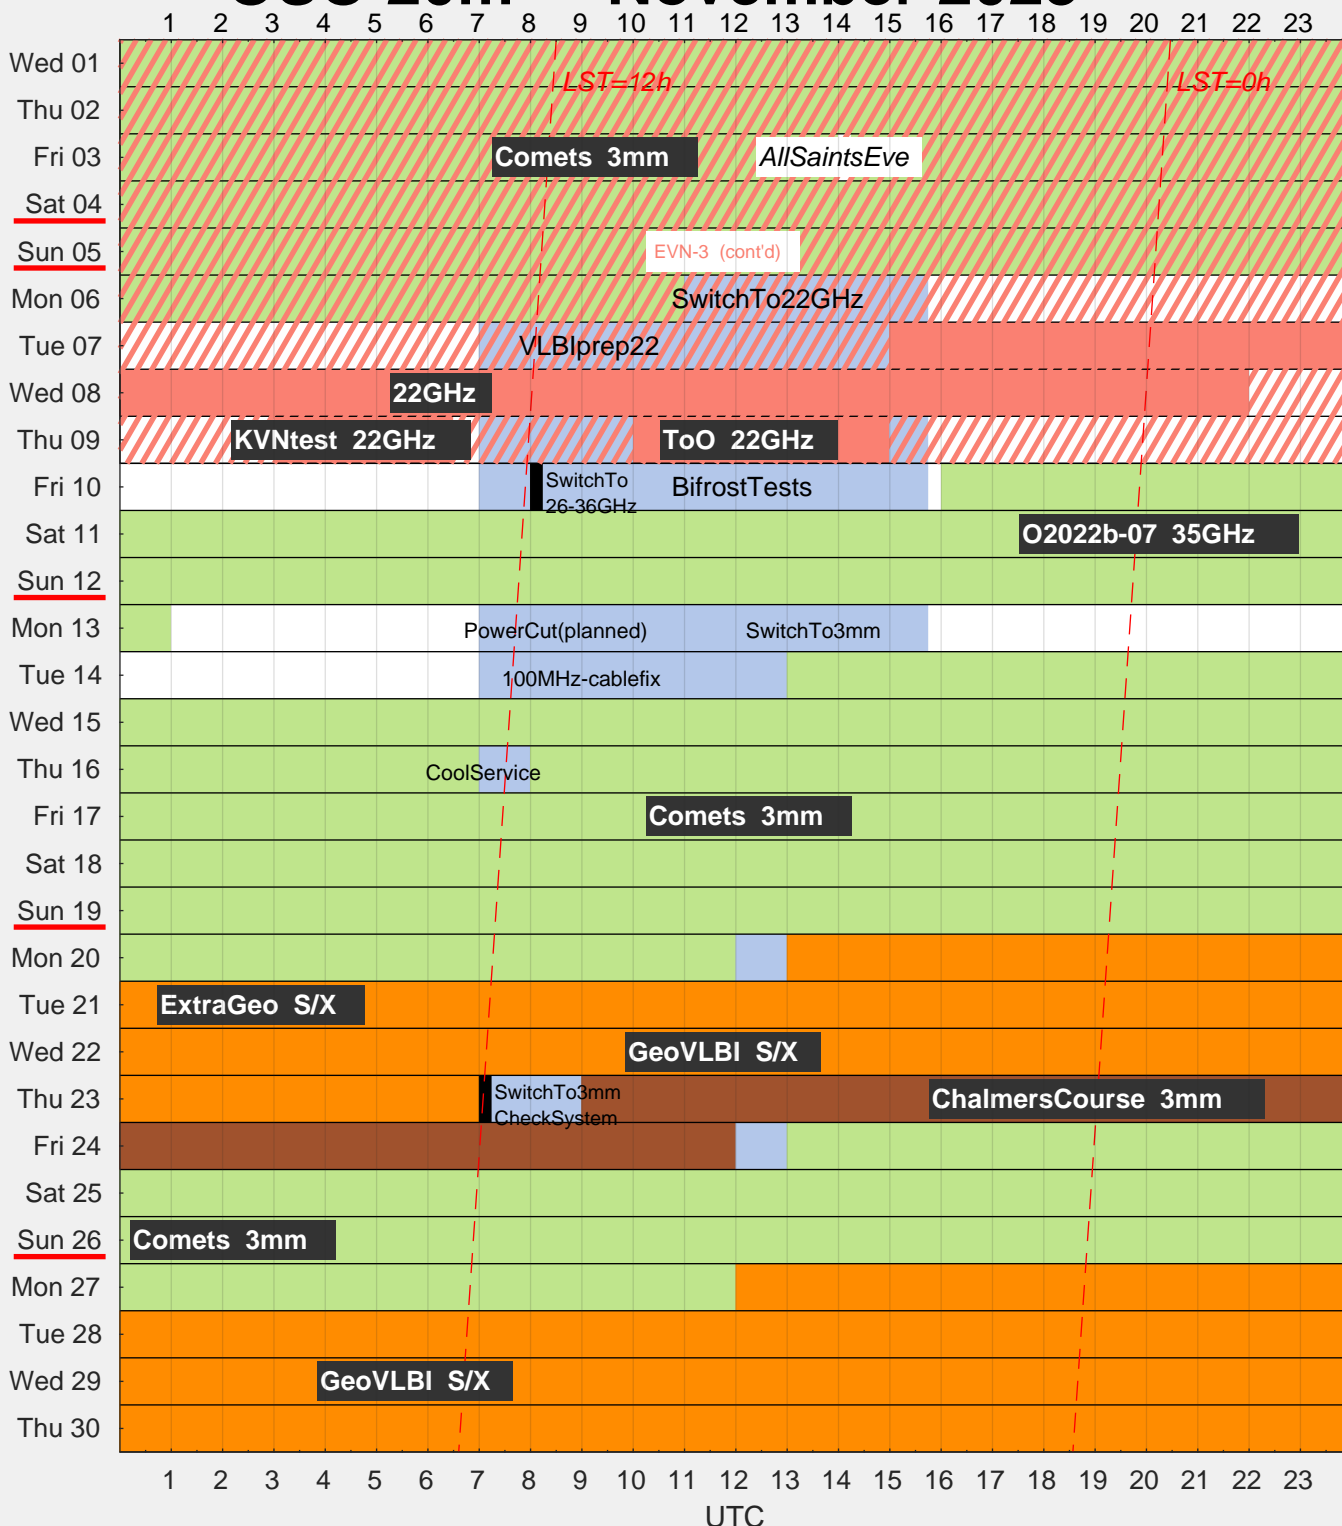 1 2 3 4 5 6 7 8 9 10 11 12 13 14 15 16 17 18 19 20 21 22 23
Wed 01
LST=12h LST=0h
Thu 02
Fri 03 Comets 3mm AllSaintsEve
Sat 04
Sun 05 EVN-3 (cont'd)
Mon 06 SwitchTo22GHz
Tue 07 VLBIprep22
Wed 08 22GHz
Thu 09 KVNtest 22GHz ToO 22GHz
Fri 10 SwitchTo BifrostTests
26-36GHz
Sat 11 O2022b-07 35GHz
Sun 12
Mon 13 PowerCut(planned) SwitchTo3mm
Tue 14 100MHz-cablefix
Wed 15
Thu 16 CoolService
Fri 17 Comets 3mm
Sat 18
Sun 19
Mon 20
Tue 21 ExtraGeo S/X
Wed 22 GeoVLBI S/X
Thu 23 SwitchTo3mm ChalmersCourse 3mm
CheckSystem
Fri 24
Sat 25
Sun 26 Comets 3mm
Mon 27
Tue 28
Wed 29 GeoVLBI S/X
Thu 30
1 2 3 4 5 6 7 8 9 10 11 12 13 14 15 16 17 18 19 20 21 22 23
UTC